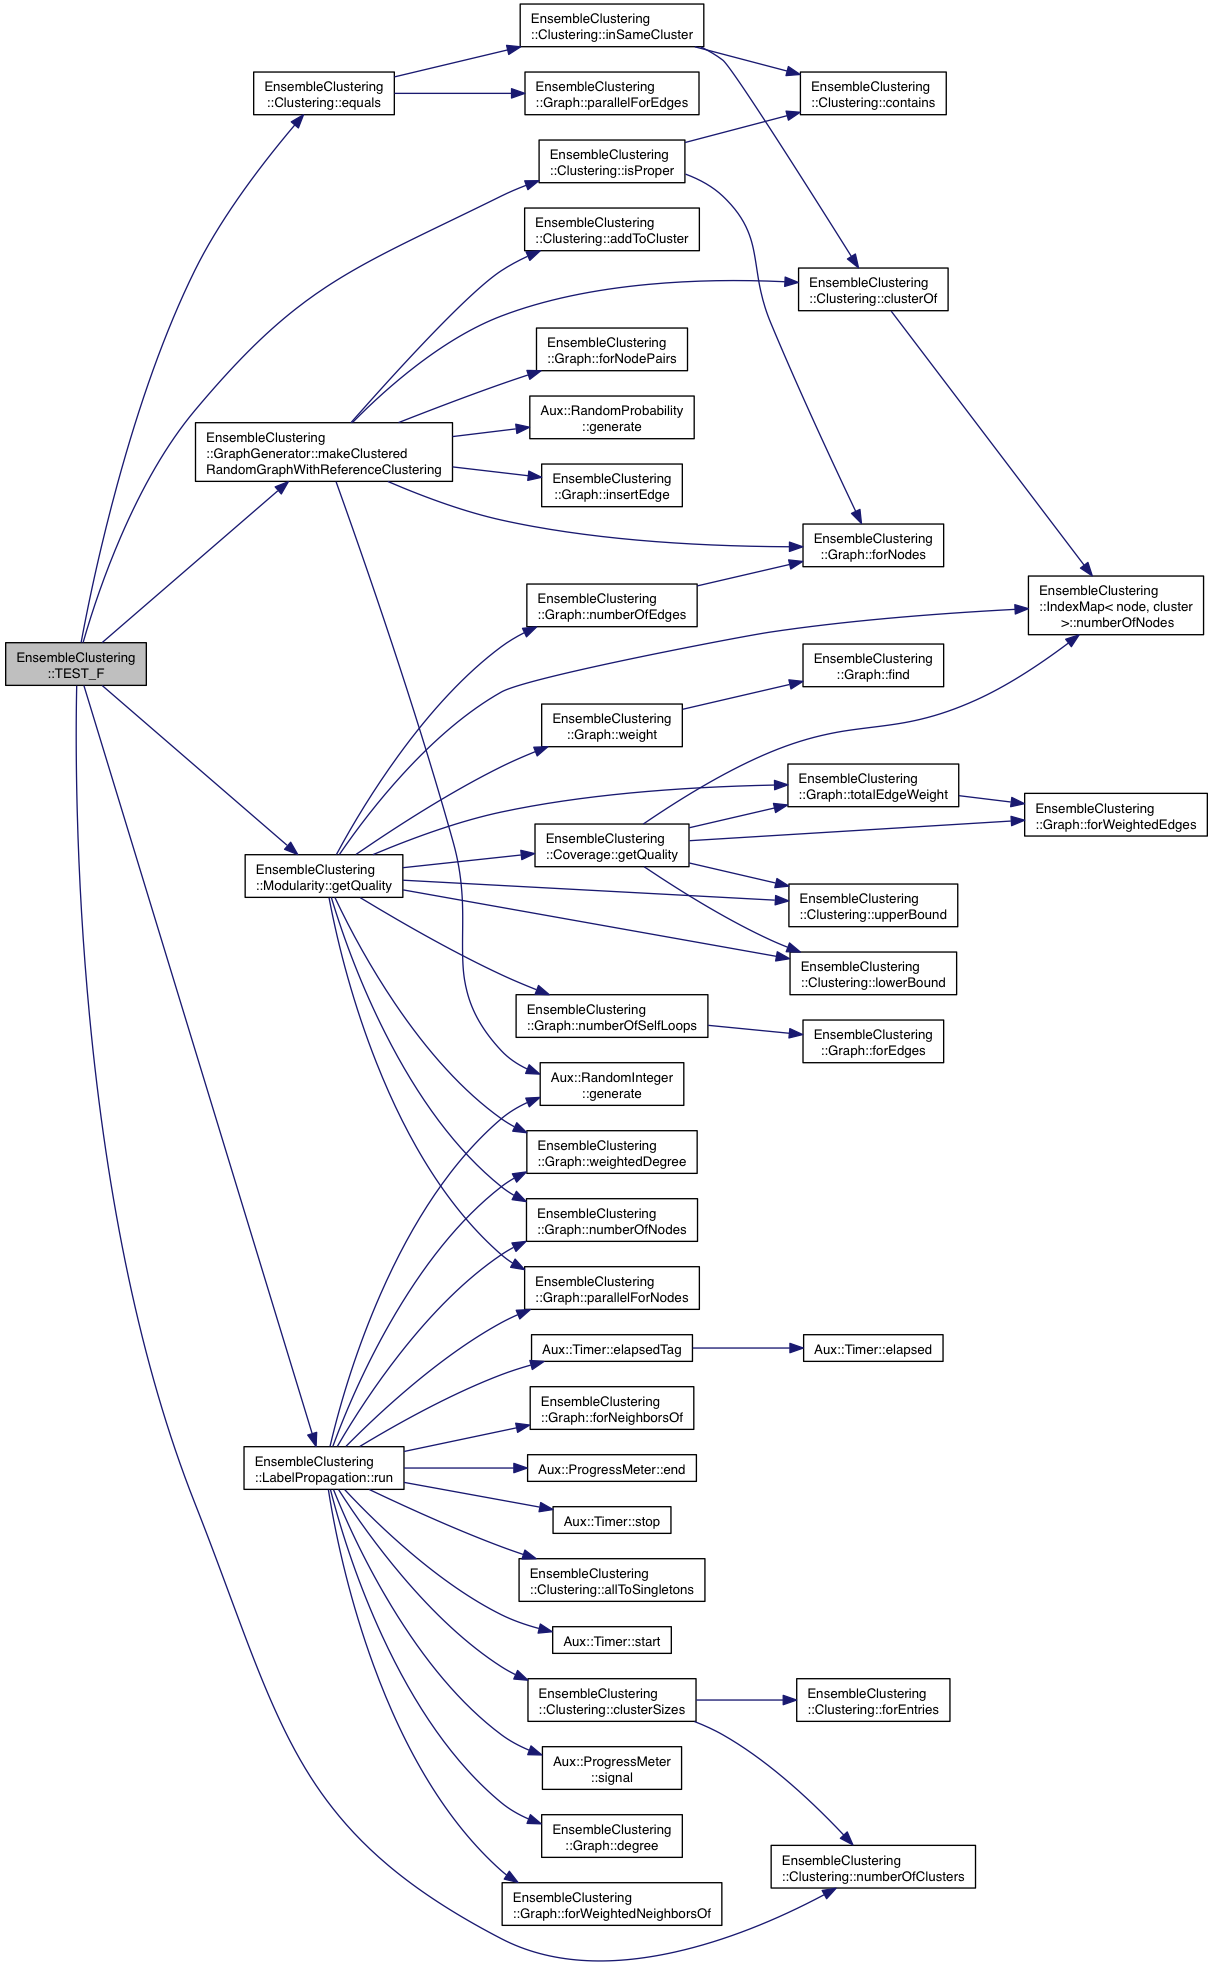 EnsembleClustering
::Clustering::inSameCluster
EnsembleClustering
::Clustering::equals
EnsembleClustering
::Graph::parallelForEdges
EnsembleClustering
::Clustering::contains
EnsembleClustering
::Clustering::isProper
EnsembleClustering
::Clustering::addToCluster
EnsembleClustering
::Clustering::clusterOf
EnsembleClustering
::Graph::forNodePairs
Aux::RandomProbability
::generate
EnsembleClustering
::GraphGenerator::makeClustered
RandomGraphWithReferenceClustering
EnsembleClustering
::Graph::insertEdge
EnsembleClustering
::Graph::forNodes
EnsembleClustering
::Graph::numberOfEdges
EnsembleClustering
::IndexMap< node, cluster
>::numberOfNodes
EnsembleClustering
::TEST_F
EnsembleClustering
::Graph::find
EnsembleClustering
::Graph::weight
EnsembleClustering
::Graph::totalEdgeWeight
EnsembleClustering
::Graph::forWeightedEdges
EnsembleClustering
::Coverage::getQuality
EnsembleClustering
::Modularity::getQuality
EnsembleClustering
::Clustering::upperBound
EnsembleClustering
::Clustering::lowerBound
EnsembleClustering
::Graph::numberOfSelfLoops
EnsembleClustering
::Graph::forEdges
Aux::RandomInteger
::generate
EnsembleClustering
::Graph::weightedDegree
EnsembleClustering
::Graph::numberOfNodes
EnsembleClustering
::Graph::parallelForNodes
Aux::Timer::elapsedTag
Aux::Timer::elapsed
EnsembleClustering
::Graph::forNeighborsOf
EnsembleClustering
::LabelPropagation::run
Aux::ProgressMeter::end
Aux::Timer::stop
EnsembleClustering
::Clustering::allToSingletons
Aux::Timer::start
EnsembleClustering
::Clustering::clusterSizes
EnsembleClustering
::Clustering::forEntries
Aux::ProgressMeter
::signal
EnsembleClustering
::Graph::degree
EnsembleClustering
::Clustering::numberOfClusters
EnsembleClustering
::Graph::forWeightedNeighborsOf